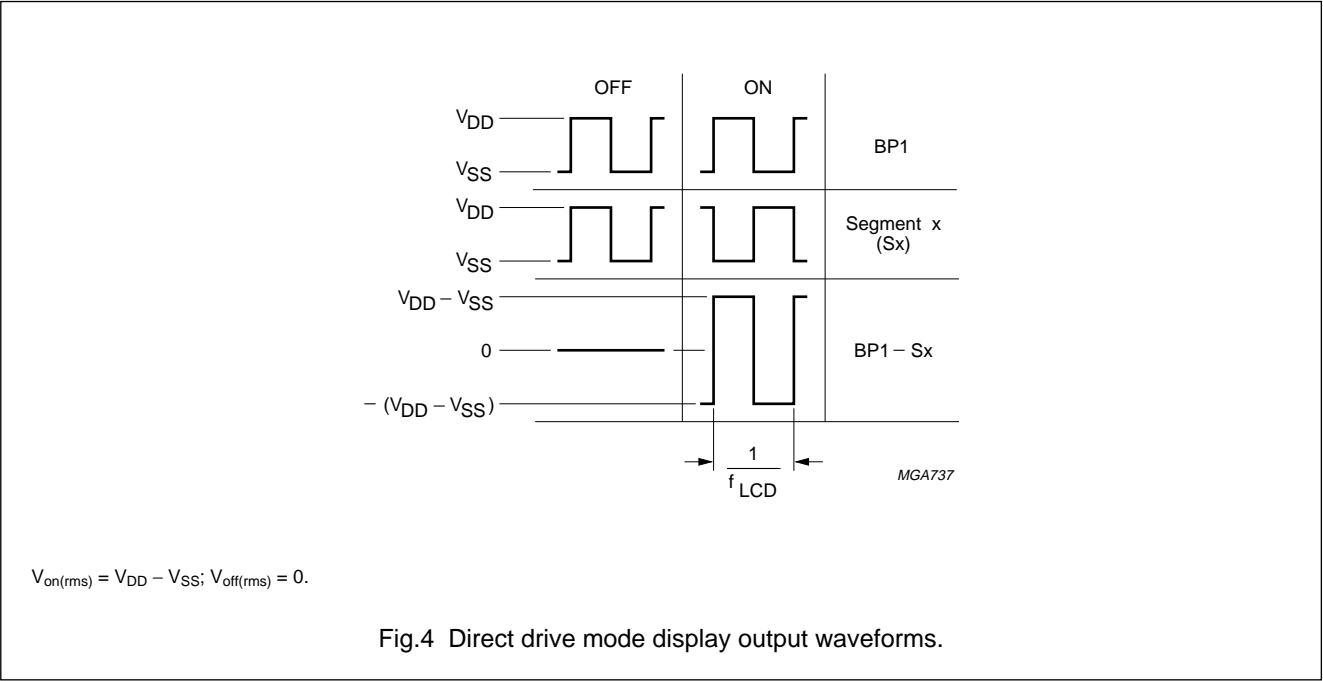 OFF ON
VDD
VSS
BP1
VDD
VSS
Segment x
(Sx)
VDD – VSS
0
– (VDD – VSS)
BP1 – Sx
1
f LCD
MGA737
Von(rms) = VDD – VSS; Voff(rms) = 0.
Fig.4 Direct drive mode display output waveforms.